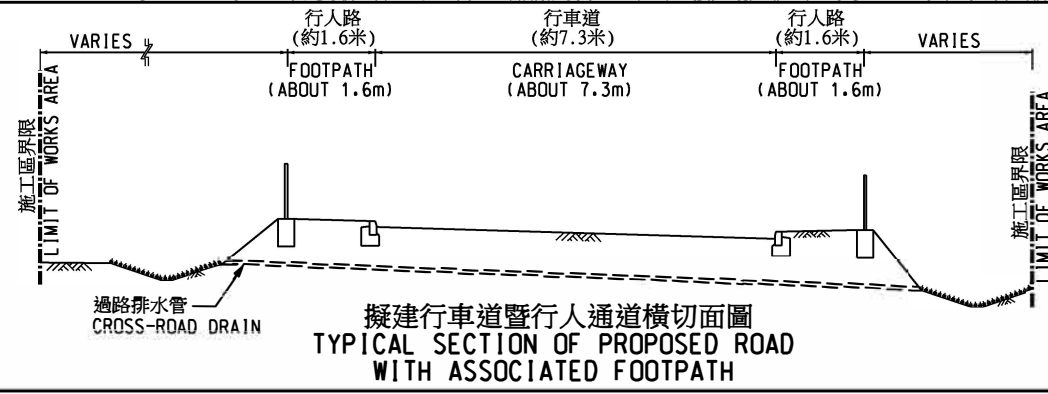 VARIES
行人路
(約1.6米)
FOOTPATH
(ABOUT 1.6m)
行車道
(約7.3米)
CARRIAGEWAY
(ABOUT 7.3m)
行人路
(約1.6米)
FOOTPATH
(ABOUT 1.6m)
VARIES
施工區界限
LIMIT OF WORKS AREA
施工區界限
LIMIT OF WORKS AREA
過路排水管
CROSS-ROAD DRAIN
擬建行車道暨行人通道橫切面圖
TYPICAL SECTION OF PROPOSED ROAD
WITH ASSOCIATED FOOTPATH